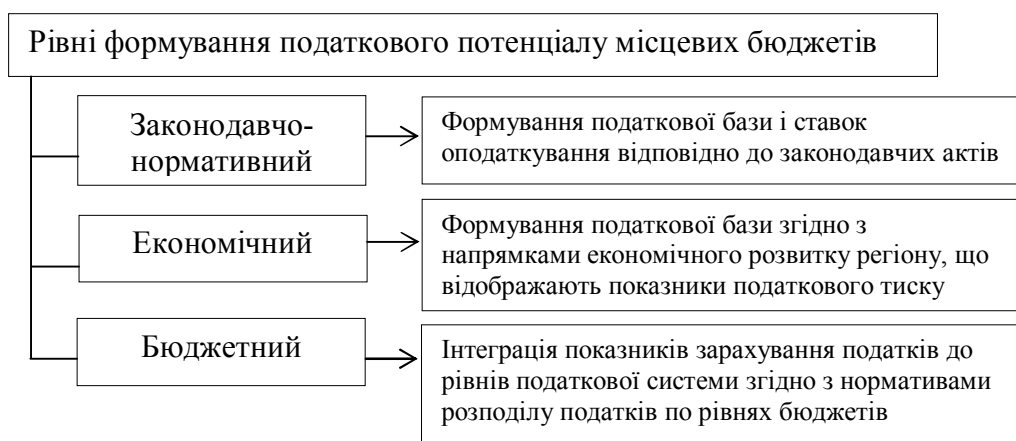 Рівні формування податкового потенціалу місцевих бюджетів
Законодавчо-
нормативний
Формування податкової бази і ставок
оподаткування відповідно до законодавчих актів
Економічний
Формування податкової бази згідно з
напрямками економічного розвитку регіону, що
відображають показники податкового тиску
Бюджетний
Інтеграція показників зарахування податків до
рівнів податкової системи згідно з нормативами
розподілу податків по рівнях бюджетів